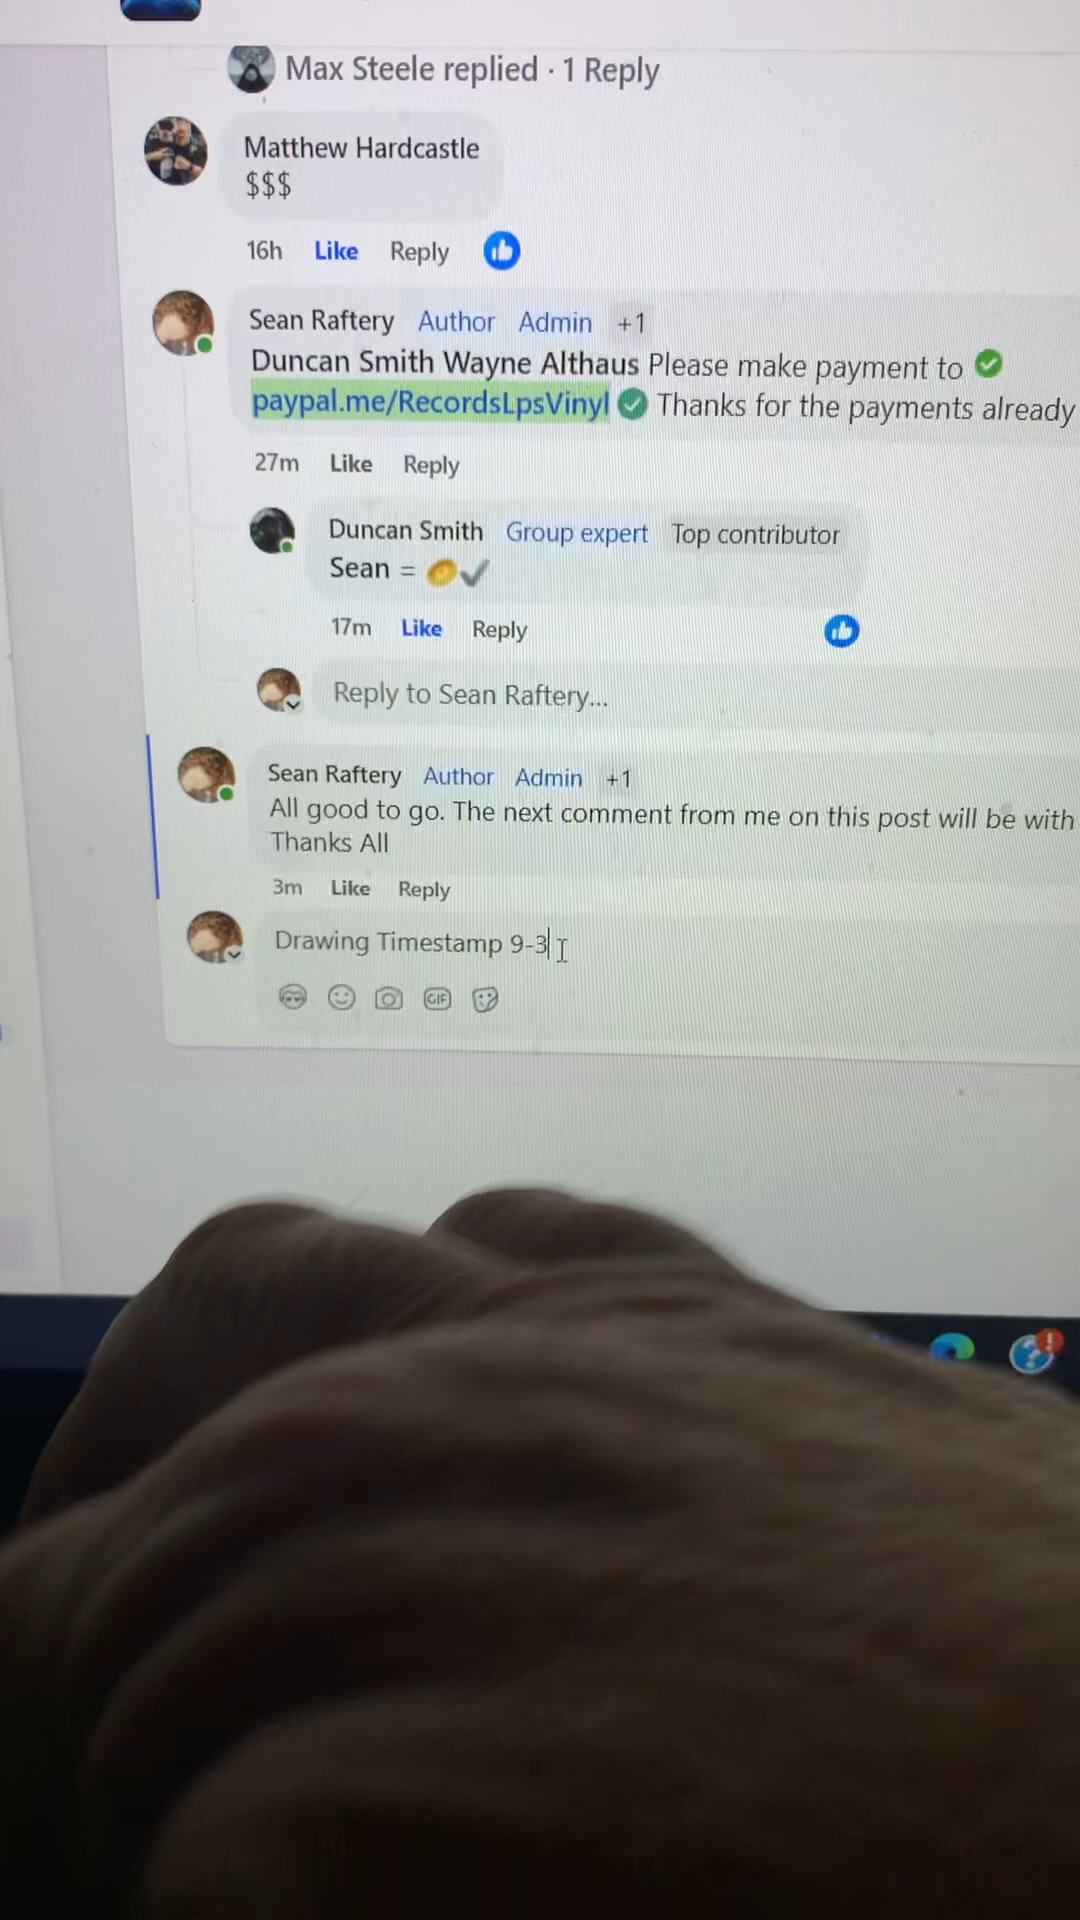 Max Steele replied · 1 Reply
Matthew Hardcastle
$$$
16h Like Reply
Sean Raftery Author Admin +1
Duncan Smith Wayne Althaus Please make payment to ✅
paypal.me/RecordsLpsVinyl ✅ Thanks for the payments already
27m Like Reply
Duncan Smith Group expert Top contributor
Sean = 🪙✔
17m Like Reply
Reply to Sean Raftery...
Sean Raftery Author Admin +1
All good to go. The next comment from me on this post will be with
Thanks All
3m Like Reply
Drawing Timestamp 9-3
GIF